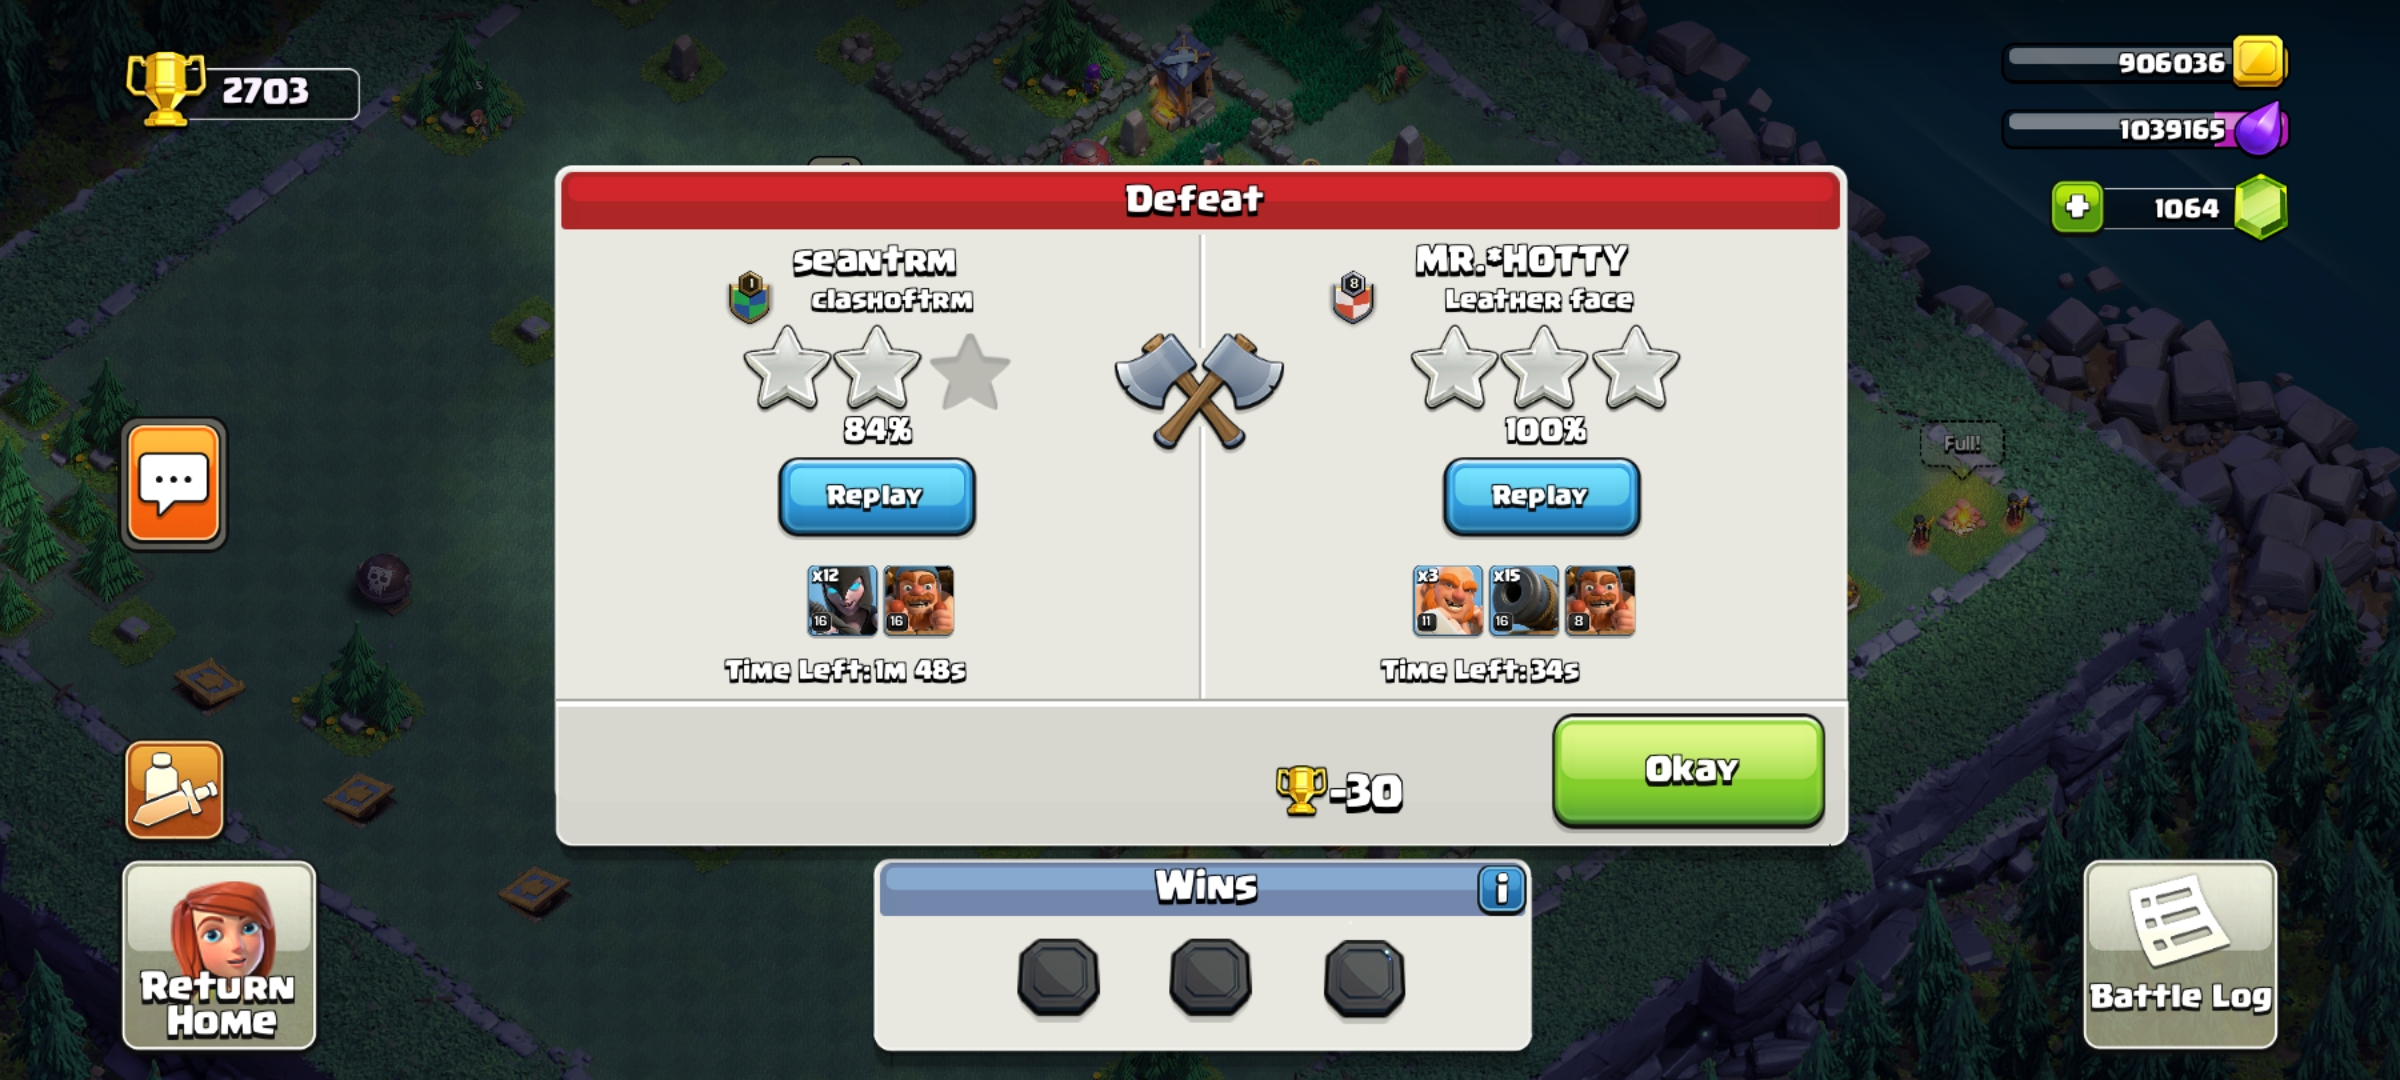 2703
906036
1039165
1064
Defeat
seantRM
clashoftRM
1
84%
Replay
x12
16
16
Time Left:1m 48s
MR.*HOTTY
Leather face
8
100%
Replay
x3
11
x15
16
8
Time Left:34s
-30
Okay
Full!
Wins
i
Return
Home
Battle Log